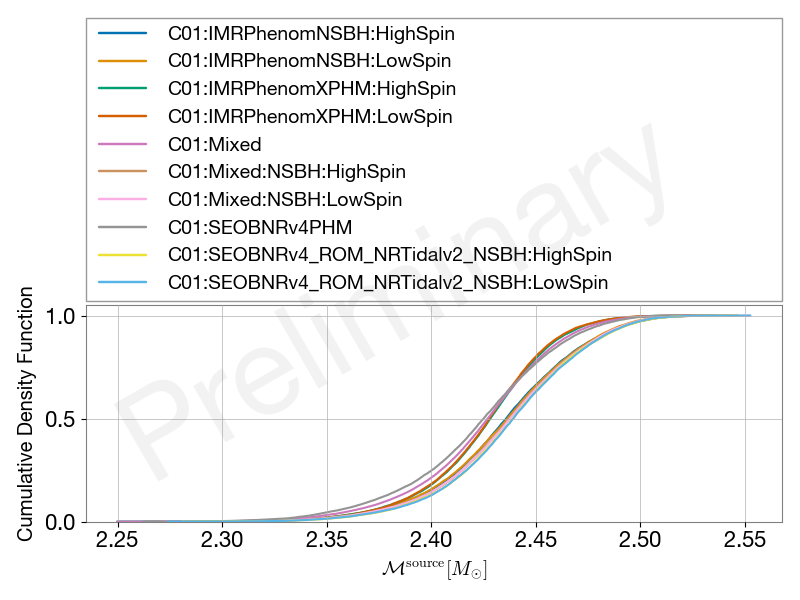 C01:IMRPhenomNSBH:HighSpin
C01:IMRPhenomNSBH:LowSpin
C01:IMRPhenomXPHM:HighSpin
C01:IMRPhenomXPHM:LowSpin
C01:Mixed
C01:Mixed:NSBH:HighSpin
C01:Mixed:NSBH:LowSpin
C01:SEOBNRv4PHM
C01:SEOBNRv4_ROM_NRTidalv2_NSBH:HighSpin
C01:SEOBNRv4_ROM_NRTidalv2_NSBH:LowSpin
Preliminary
Cumulative Density Function
1.0
0.5
0.0
2.25 2.30 2.35 2.40 2.45 2.50 2.55
ℳ^source [M_⊙]